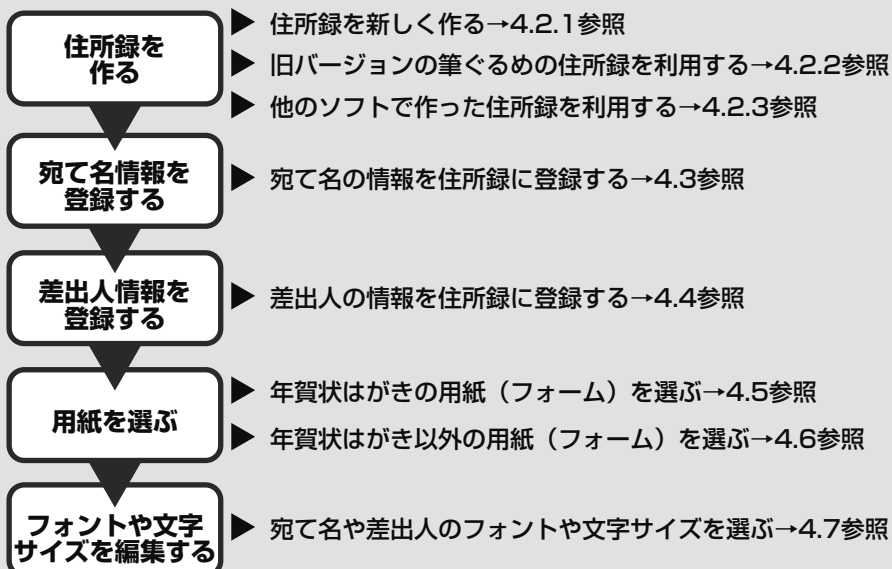 住所録を
作る
▶ 住所録を新しく作る→4.2.1参照
▶ 旧バージョンの筆ぐるめの住所録を利用する→4.2.2参照
▶ 他のソフトで作った住所録を利用する→4.2.3参照
宛て名情報を
登録する
▶ 宛て名の情報を住所録に登録する→4.3参照
差出人情報を
登録する
▶ 差出人の情報を住所録に登録する→4.4参照
用紙を選ぶ
▶ 年賀状はがきの用紙（フォーム）を選ぶ→4.5参照
▶ 年賀状はがき以外の用紙（フォーム）を選ぶ→4.6参照
フォントや文字
サイズを編集する
▶ 宛て名や差出人のフォントや文字サイズを選ぶ→4.7参照